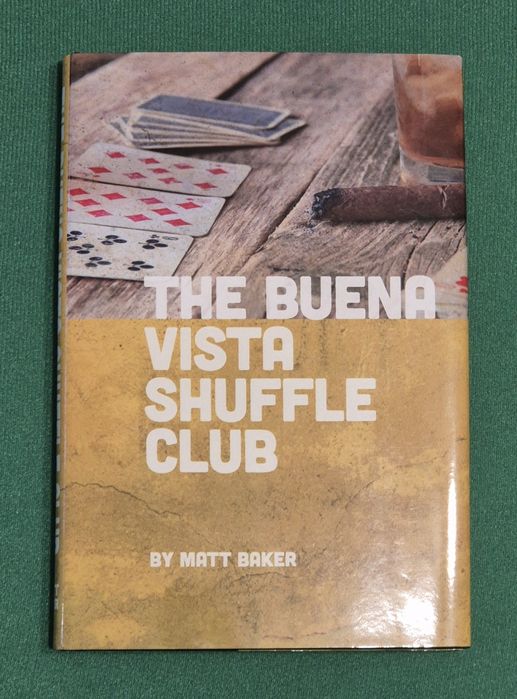 THE BUENA
VISTA
SHUFFLE
CLUB
BY MATT BAKER